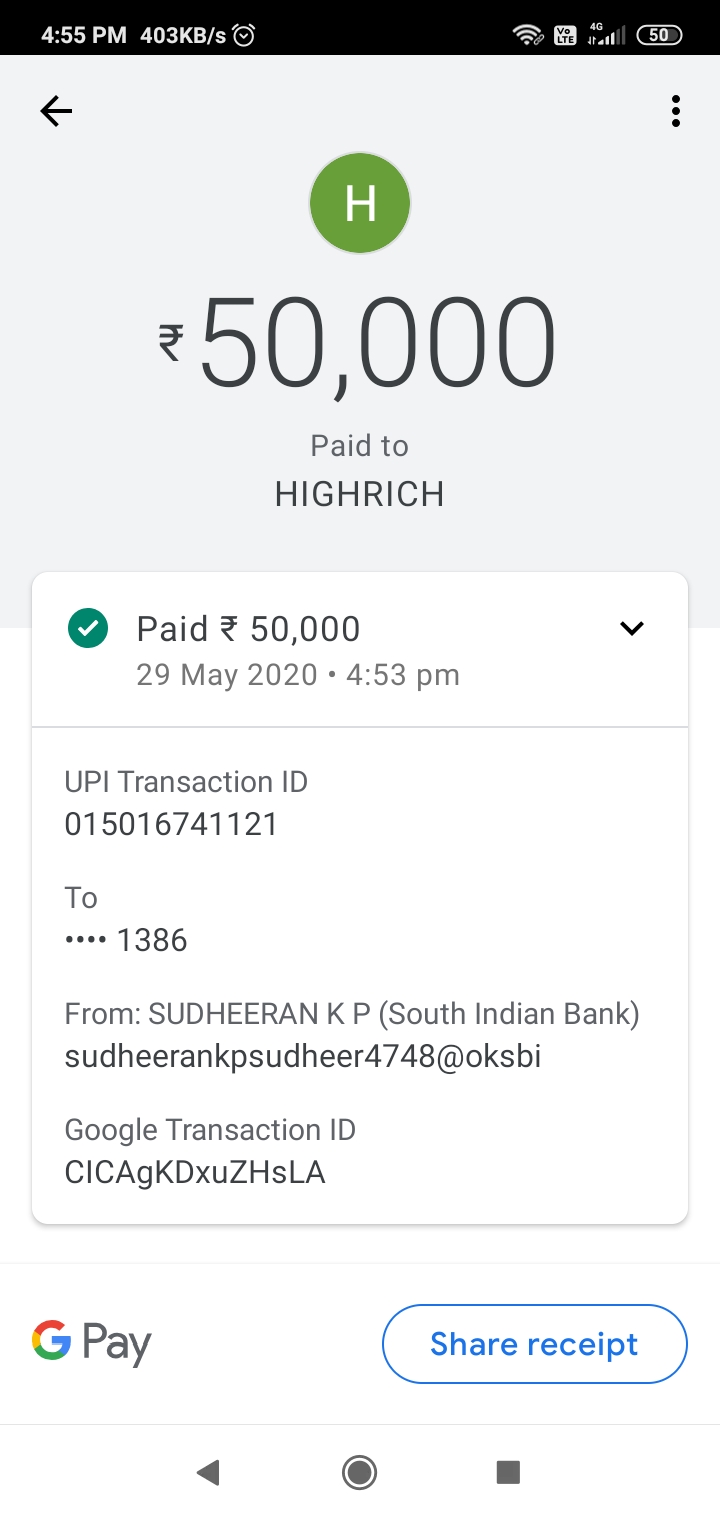 4:55 PM 403KB/s Vo LTE 4G 50
H
₹50,000
Paid to
HIGHRICH
Paid ₹ 50,000
29 May 2020 • 4:53 pm
UPI Transaction ID
015016741121
To
•••• 1386
From: SUDHEERAN K P (South Indian Bank)
sudheerankpsudheer4748@oksbi
Google Transaction ID
CICAgKDxuZHsLA
G Pay
Share receipt